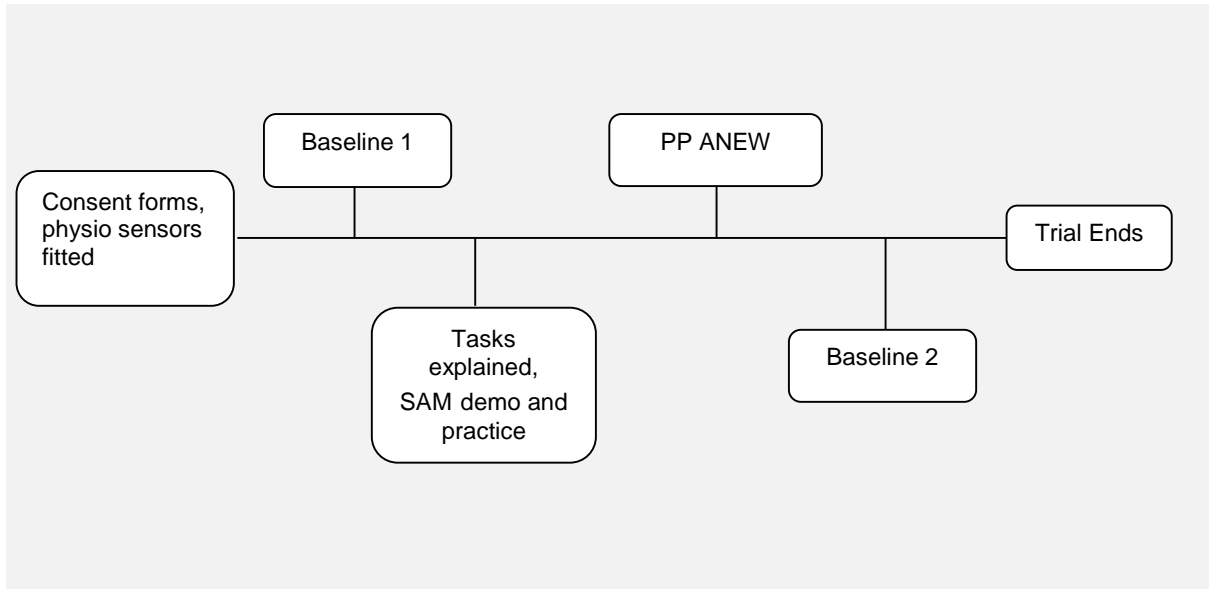 Consent forms,
physio sensors
fitted
Baseline 1
Tasks
explained,
SAM demo and
practice
PP ANEW
Baseline 2
Trial Ends